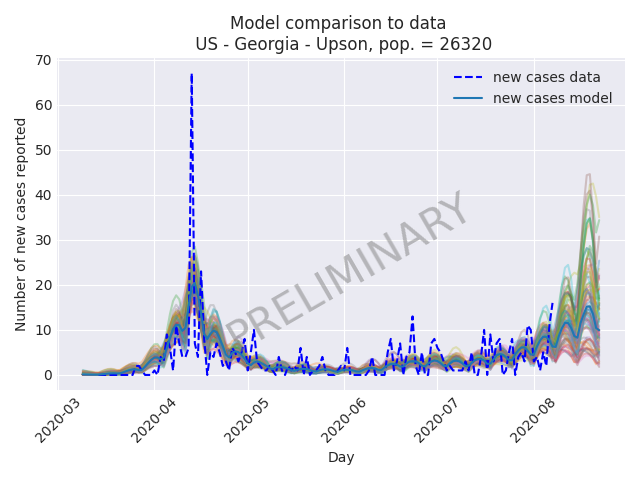 Model comparison to data
US - Georgia - Upson, pop. = 26320
70
60
50
40
30
20
10
0
Number of new cases reported
new cases data
new cases model
PRELIMINARY
2020-03
2020-04
2020-05
2020-06
2020-07
2020-08
Day